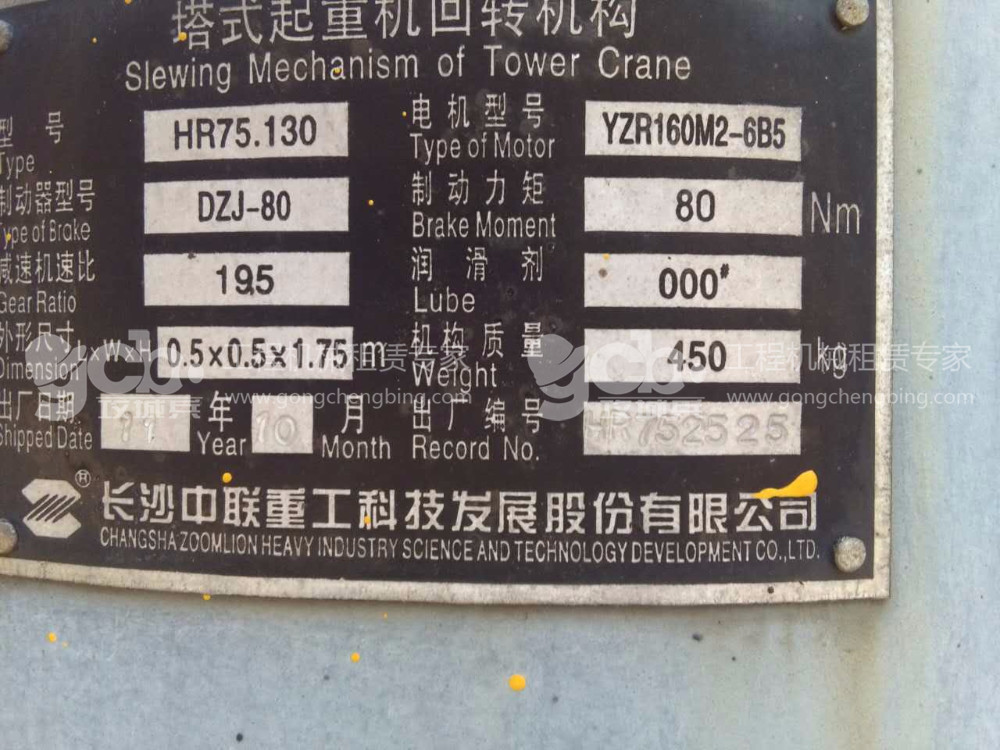 塔式起重机回转机构
Slewing Mechanism of Tower Crane
型号 HR75.130 电机型号 YZR160M2-6B5
Type Type of Motor
制动器型号 DZJ-80 制动力矩 80 Nm
Type of Brake Brake Moment
减速机速比 195 润滑剂 000#
Gear Ratio Lube
外形尺寸 0.5×0.5×1.75 m 机构质量 450 kg
Dimension L×W×H Weight
出厂日期 11 年 10 月 出厂编号 HR752525
Shipped Date Year Month Record No.
gcb 工程机械租赁专家
www.gongchengbing.com
长沙中联重工科技发展股份有限公司
CHANGSHA ZOOMLION HEAVY INDUSTRY SCIENCE AND TECHNOLOGY DEVELOPMENT CO., LTD.